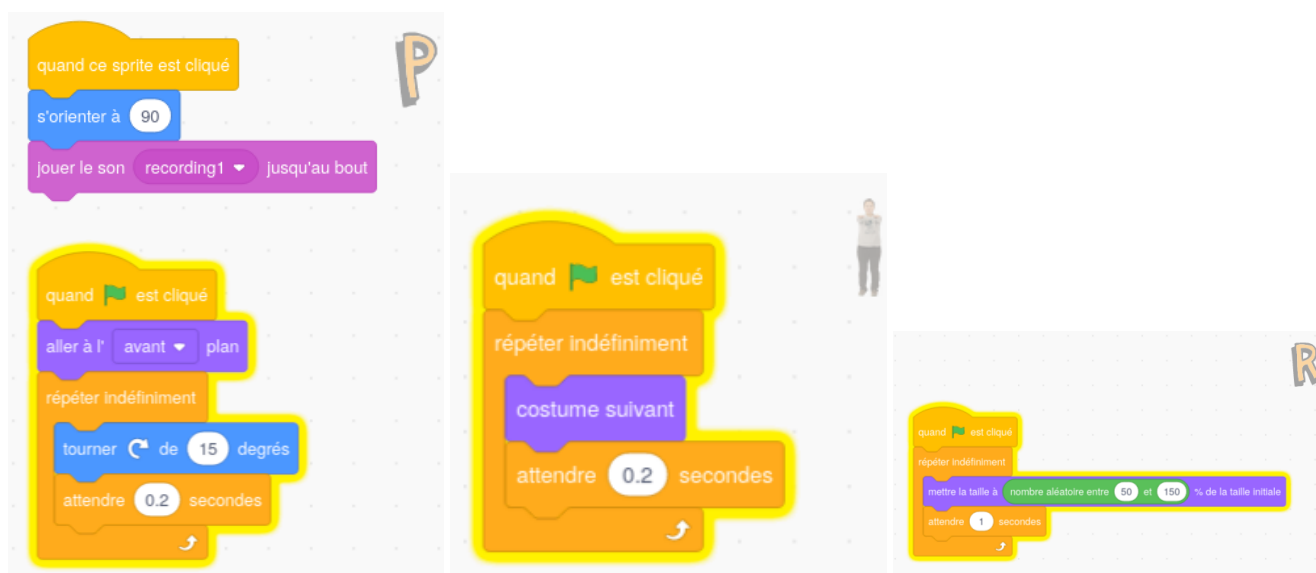 P
quand ce sprite est cliqué
s'orienter à 90
jouer le son recording1 jusqu'au bout
quand est cliqué
aller à l' avant plan
répéter indéfiniment
tourner de 15 degrés
attendre 0.2 secondes
quand est cliqué
répéter indéfiniment
costume suivant
attendre 0.2 secondes
R
quand est cliqué
répéter indéfiniment
mettre la taille à nombre aléatoire entre 50 et 150 % de la taille initiale
attendre 1 secondes